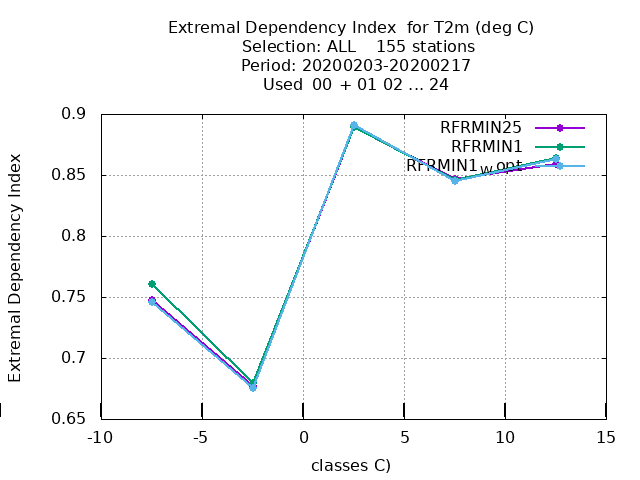 Extremal Dependency Index  for T2m (deg C)
Selection: ALL    155 stations
Period: 20200203-20200217
Used  00  + 01 02 ... 24
RFRMIN25
RFRMIN1
RFRMIN1wopt
0.9
0.85
0.8
0.75
0.7
0.65
Extremal Dependency Index
-10 -5 0 5 10 15
classes C)